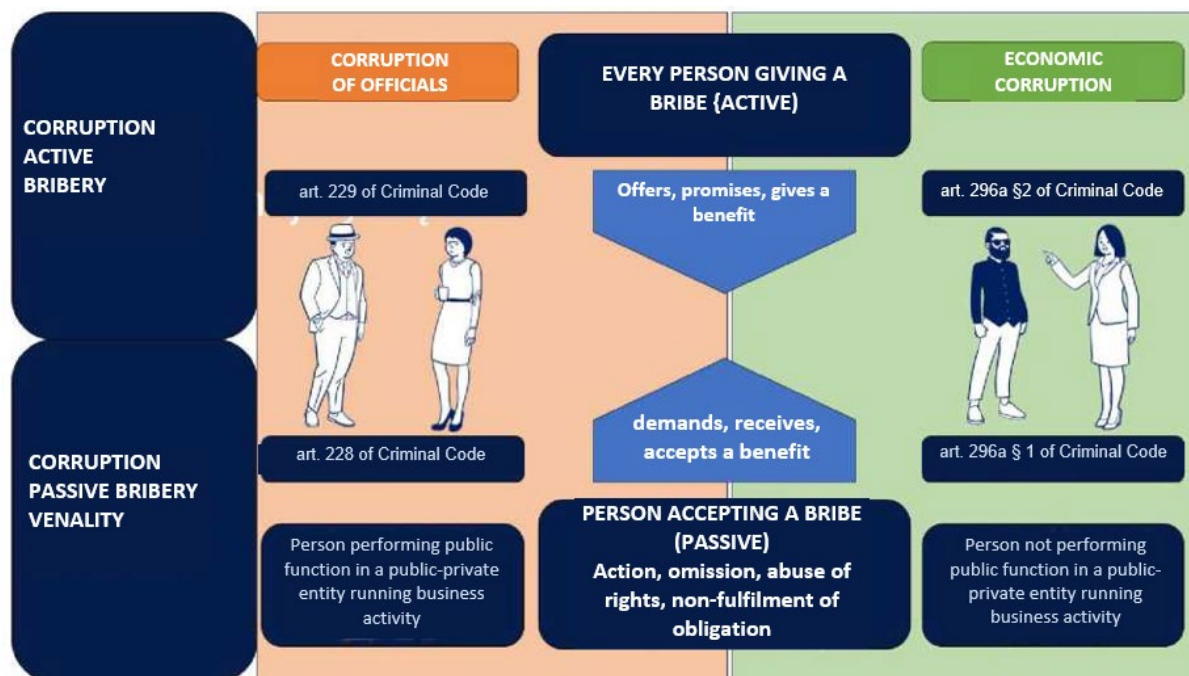 CORRUPTION
ACTIVE
BRIBERY
CORRUPTION
OF OFFICIALS
EVERY PERSON GIVING A
BRIBE {ACTIVE)
ECONOMIC
CORRUPTION
art. 229 of Criminal Code
Offers, promises, gives a
benefit
art. 296a §2 of Criminal Code
CORRUPTION
PASSIVE BRIBERY
VENALITY
art. 228 of Criminal Code
demands, receives,
accepts a benefit
art. 296a § 1 of Criminal Code
Person performing public
function in a public-private
entity running business
activity
PERSON ACCEPTING A BRIBE
(PASSIVE)
Action, omission, abuse of
rights, non-fulfilment of
obligation
Person not performing
public function in a public-
private entity running
business activity